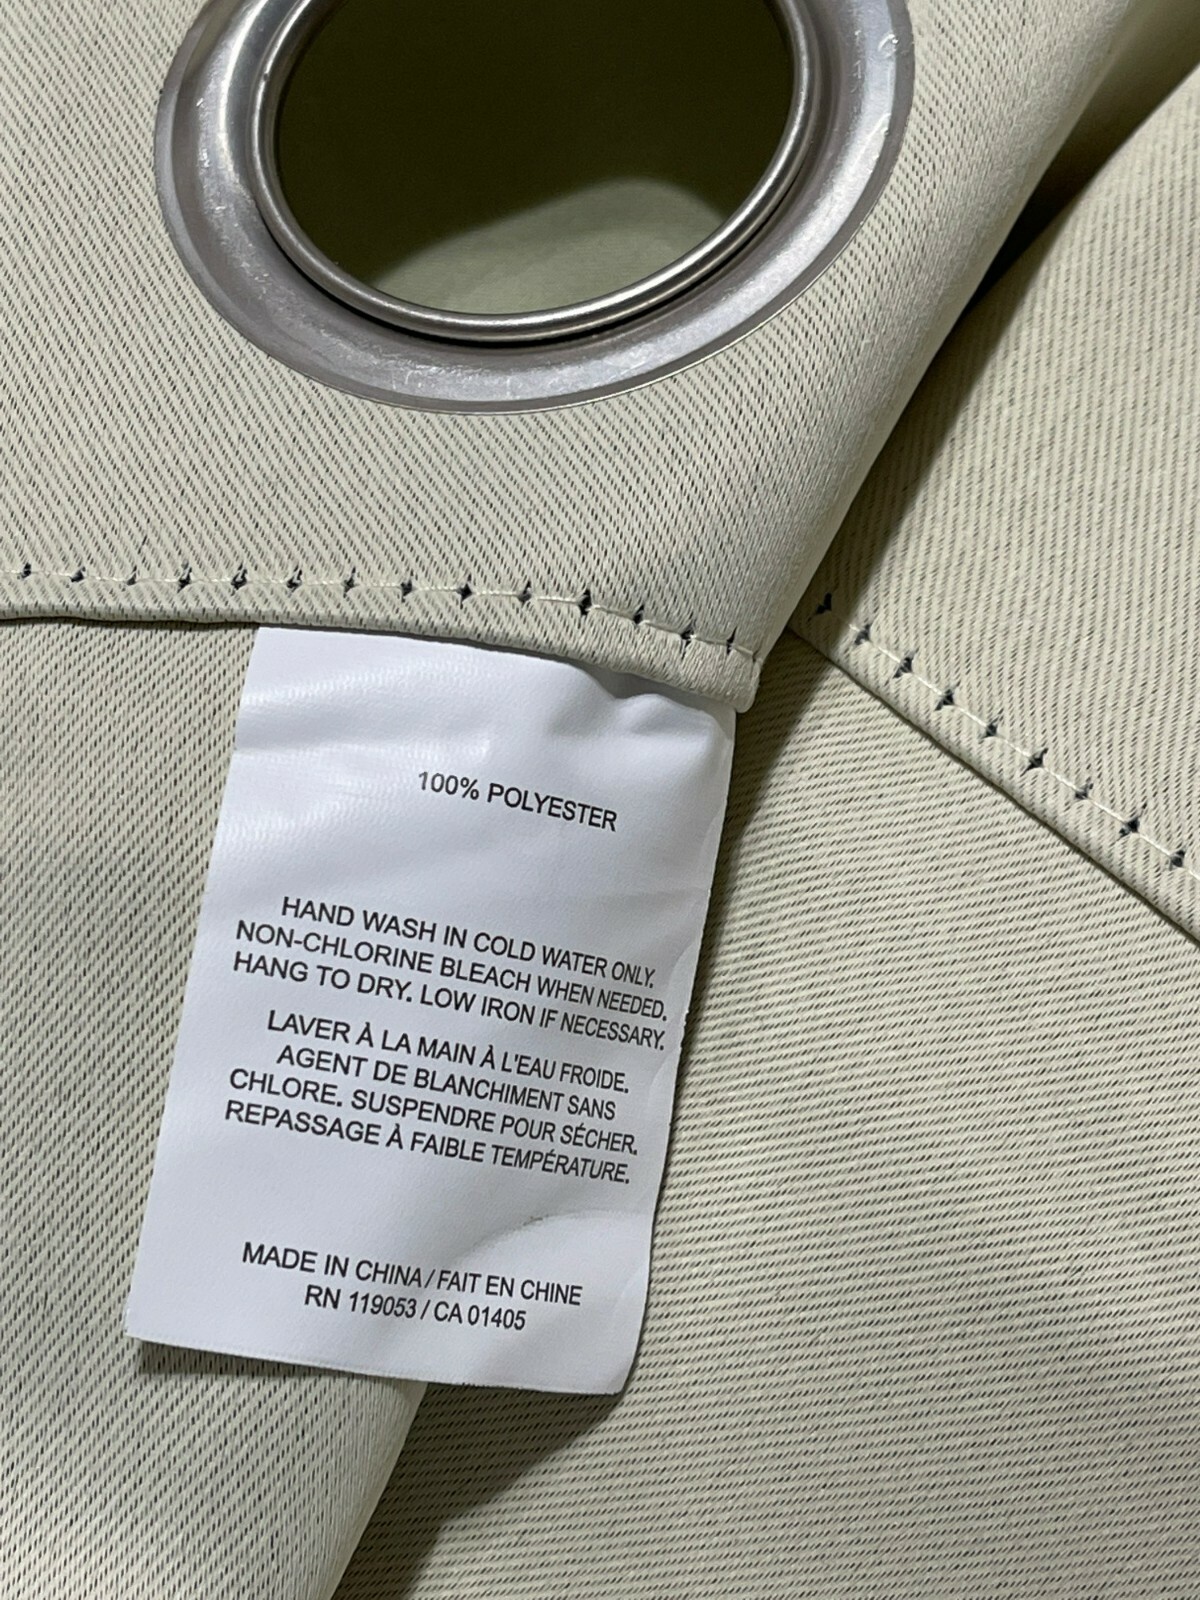 100% POLYESTER
HAND WASH IN COLD WATER ONLY.
NON-CHLORINE BLEACH WHEN NEEDED.
HANG TO DRY. LOW IRON IF NECESSARY.
LAVER À LA MAIN À L'EAU FROIDE.
AGENT DE BLANCHIMENT SANS
CHLORE. SUSPENDRE POUR SÉCHER.
REPASSAGE À FAIBLE TEMPÉRATURE.
MADE IN CHINA / FAIT EN CHINE
RN 119053 / CA 01405